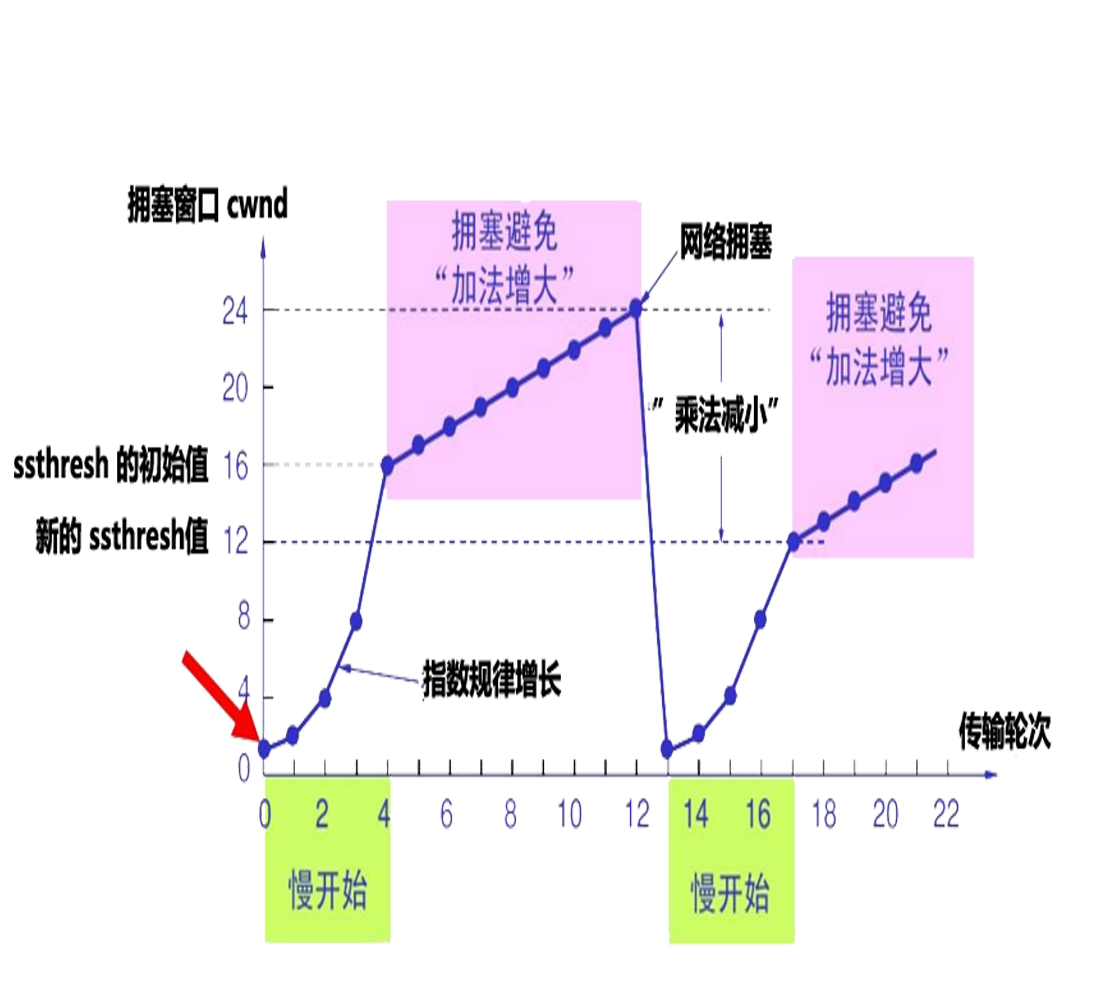 拥塞窗口 cwnd
拥塞避免
“加法增大”
网络拥塞
拥塞避免
“加法增大”
24
20
”乘法减小”
ssthresh 的初始值 16
新的 ssthresh值 12
8
指数规律增长
4
传输轮次
0
0 2 4 6 8 10 12 14 16 18 20 22
慢开始 慢开始